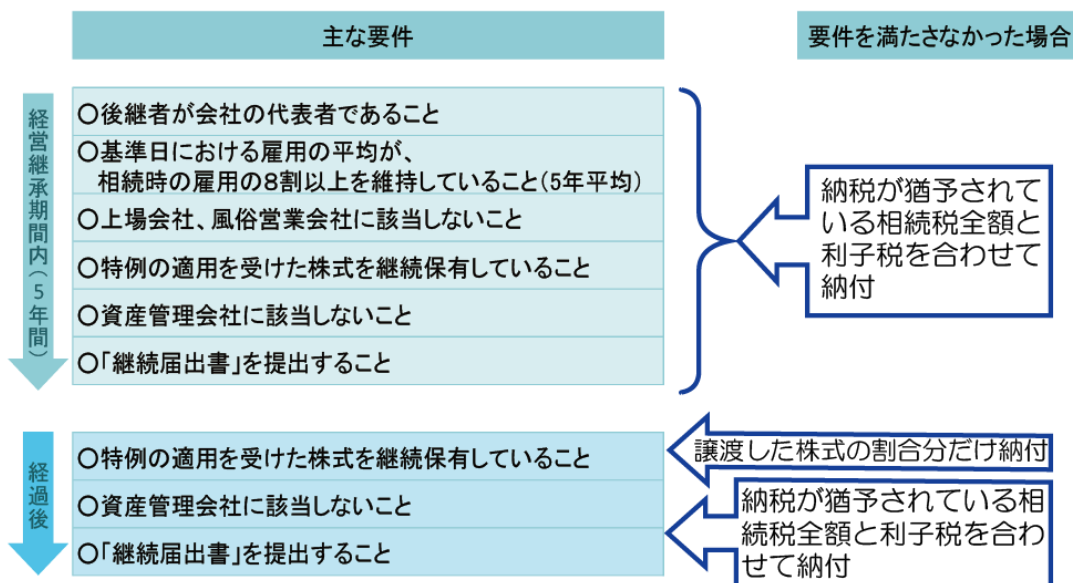 主な要件
要件を満たさなかった場合
経営継承期間内(5年間)
○後継者が会社の代表者であること
○基準日における雇用の平均が、
相続時の雇用の8割以上を維持していること(5年平均)
○上場会社、風俗営業会社に該当しないこと
○特例の適用を受けた株式を継続保有していること
○資産管理会社に該当しないこと
○「継続届出書」を提出すること
納税が猶予されて
いる相続税全額と
利子税を合わせて
納付
経過後
○特例の適用を受けた株式を継続保有していること
○資産管理会社に該当しないこと
○「継続届出書」を提出すること
譲渡した株式の割合分だけ納付
納税が猶予されている相
続税全額と利子税を合わ
せて納付